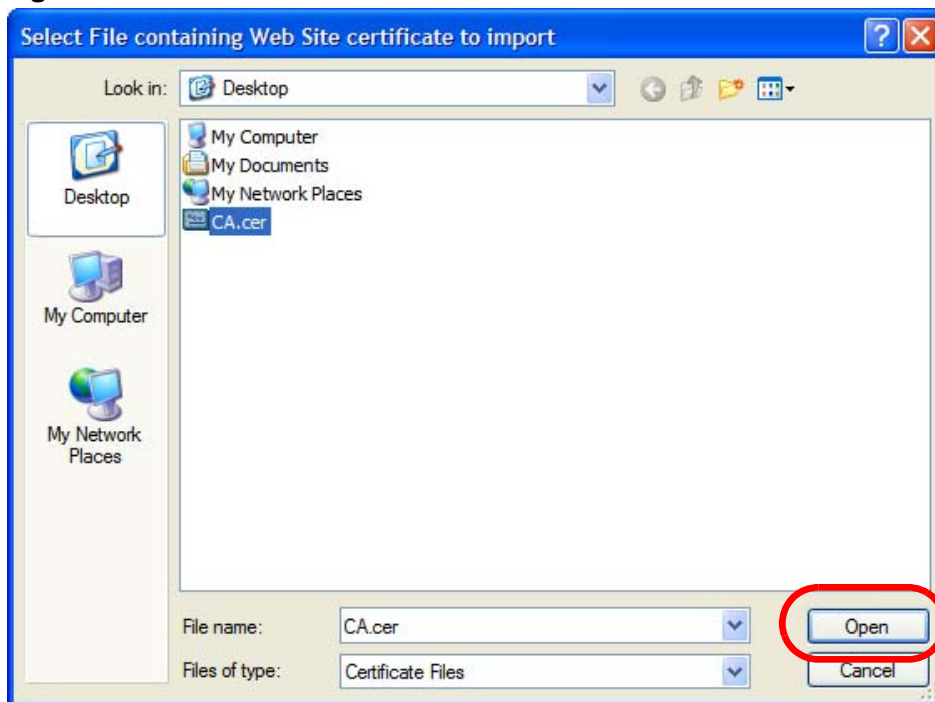 Select File containing Web Site certificate to import
Look in: Desktop
My Computer
My Documents
My Network Places
CA.cer
Desktop
My Computer
My Network
Places
File name: CA.cer Open
Files of type: Certificate Files Cancel